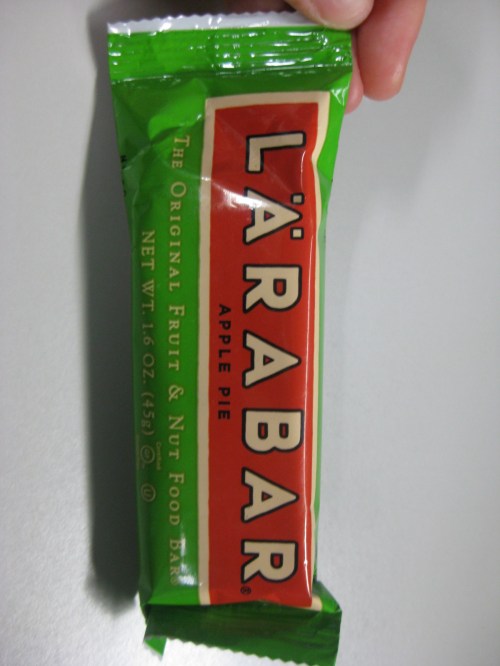 LÄRABAR®
APPLE PIE
THE ORIGINAL FRUIT & NUT FOOD BAR®
NET WT. 1.6 OZ. (45g)